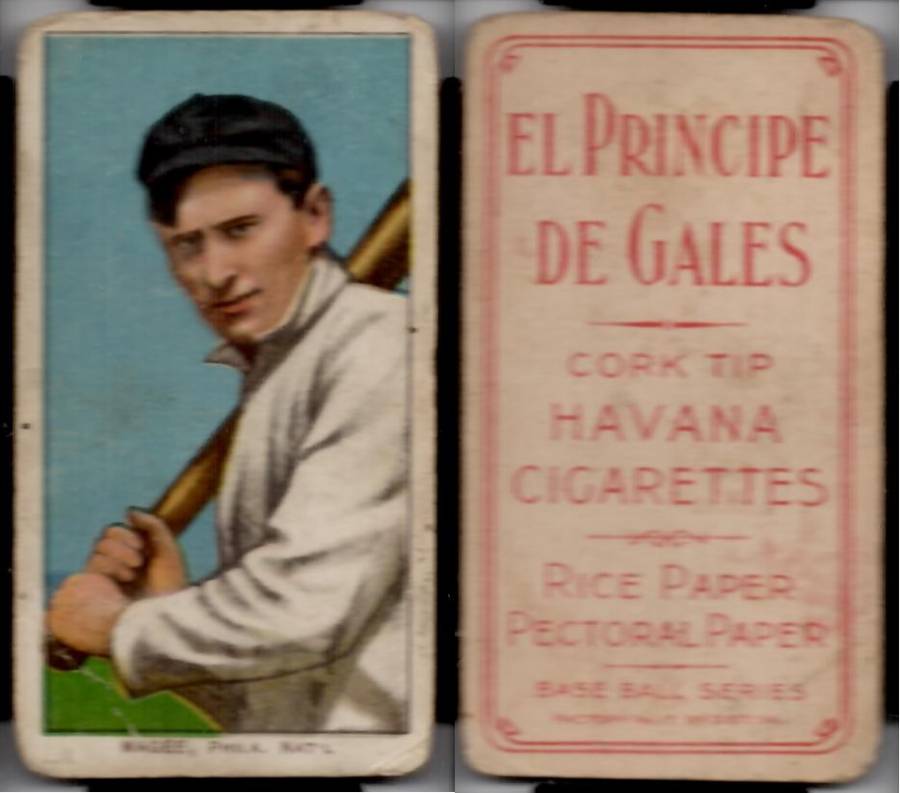 MAGEE, PHILA. NAT'L
EL PRINCIPE
DE GALES
CORK TIP
HAVANA
CIGARETTES
RICE PAPER
PECTORAL PAPER
BASE BALL SERIES